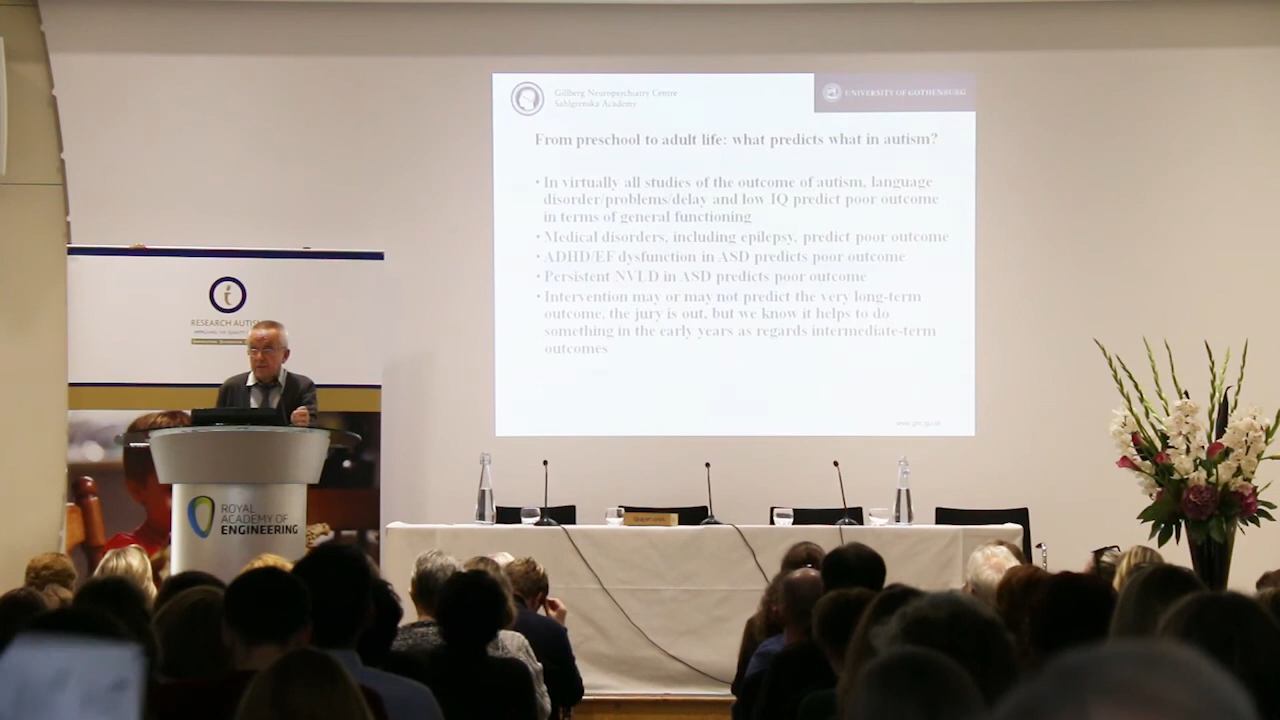 Gillberg Neuropsychiatry Centre
Sahlgrenska Academy
UNIVERSITY OF GOTHENBURG
From preschool to adult life: what predicts what in autism?
• In virtually all studies of the outcome of autism, language
disorder/problems/delay and low IQ predict poor outcome
in terms of general functioning
• Medical disorders, including epilepsy, predict poor outcome
• ADHD/EF dysfunction in ASD predicts poor outcome
• Persistent NVLD in ASD predicts poor outcome
• Intervention may or may not predict the very long-term
outcome, the jury is out, but we know it helps to do
something in the early years as regards intermediate-term
outcomes
www.gnc.gu.se
RESEARCH AUTIS
ROYAL
ACADEMY OF
ENGINEERING